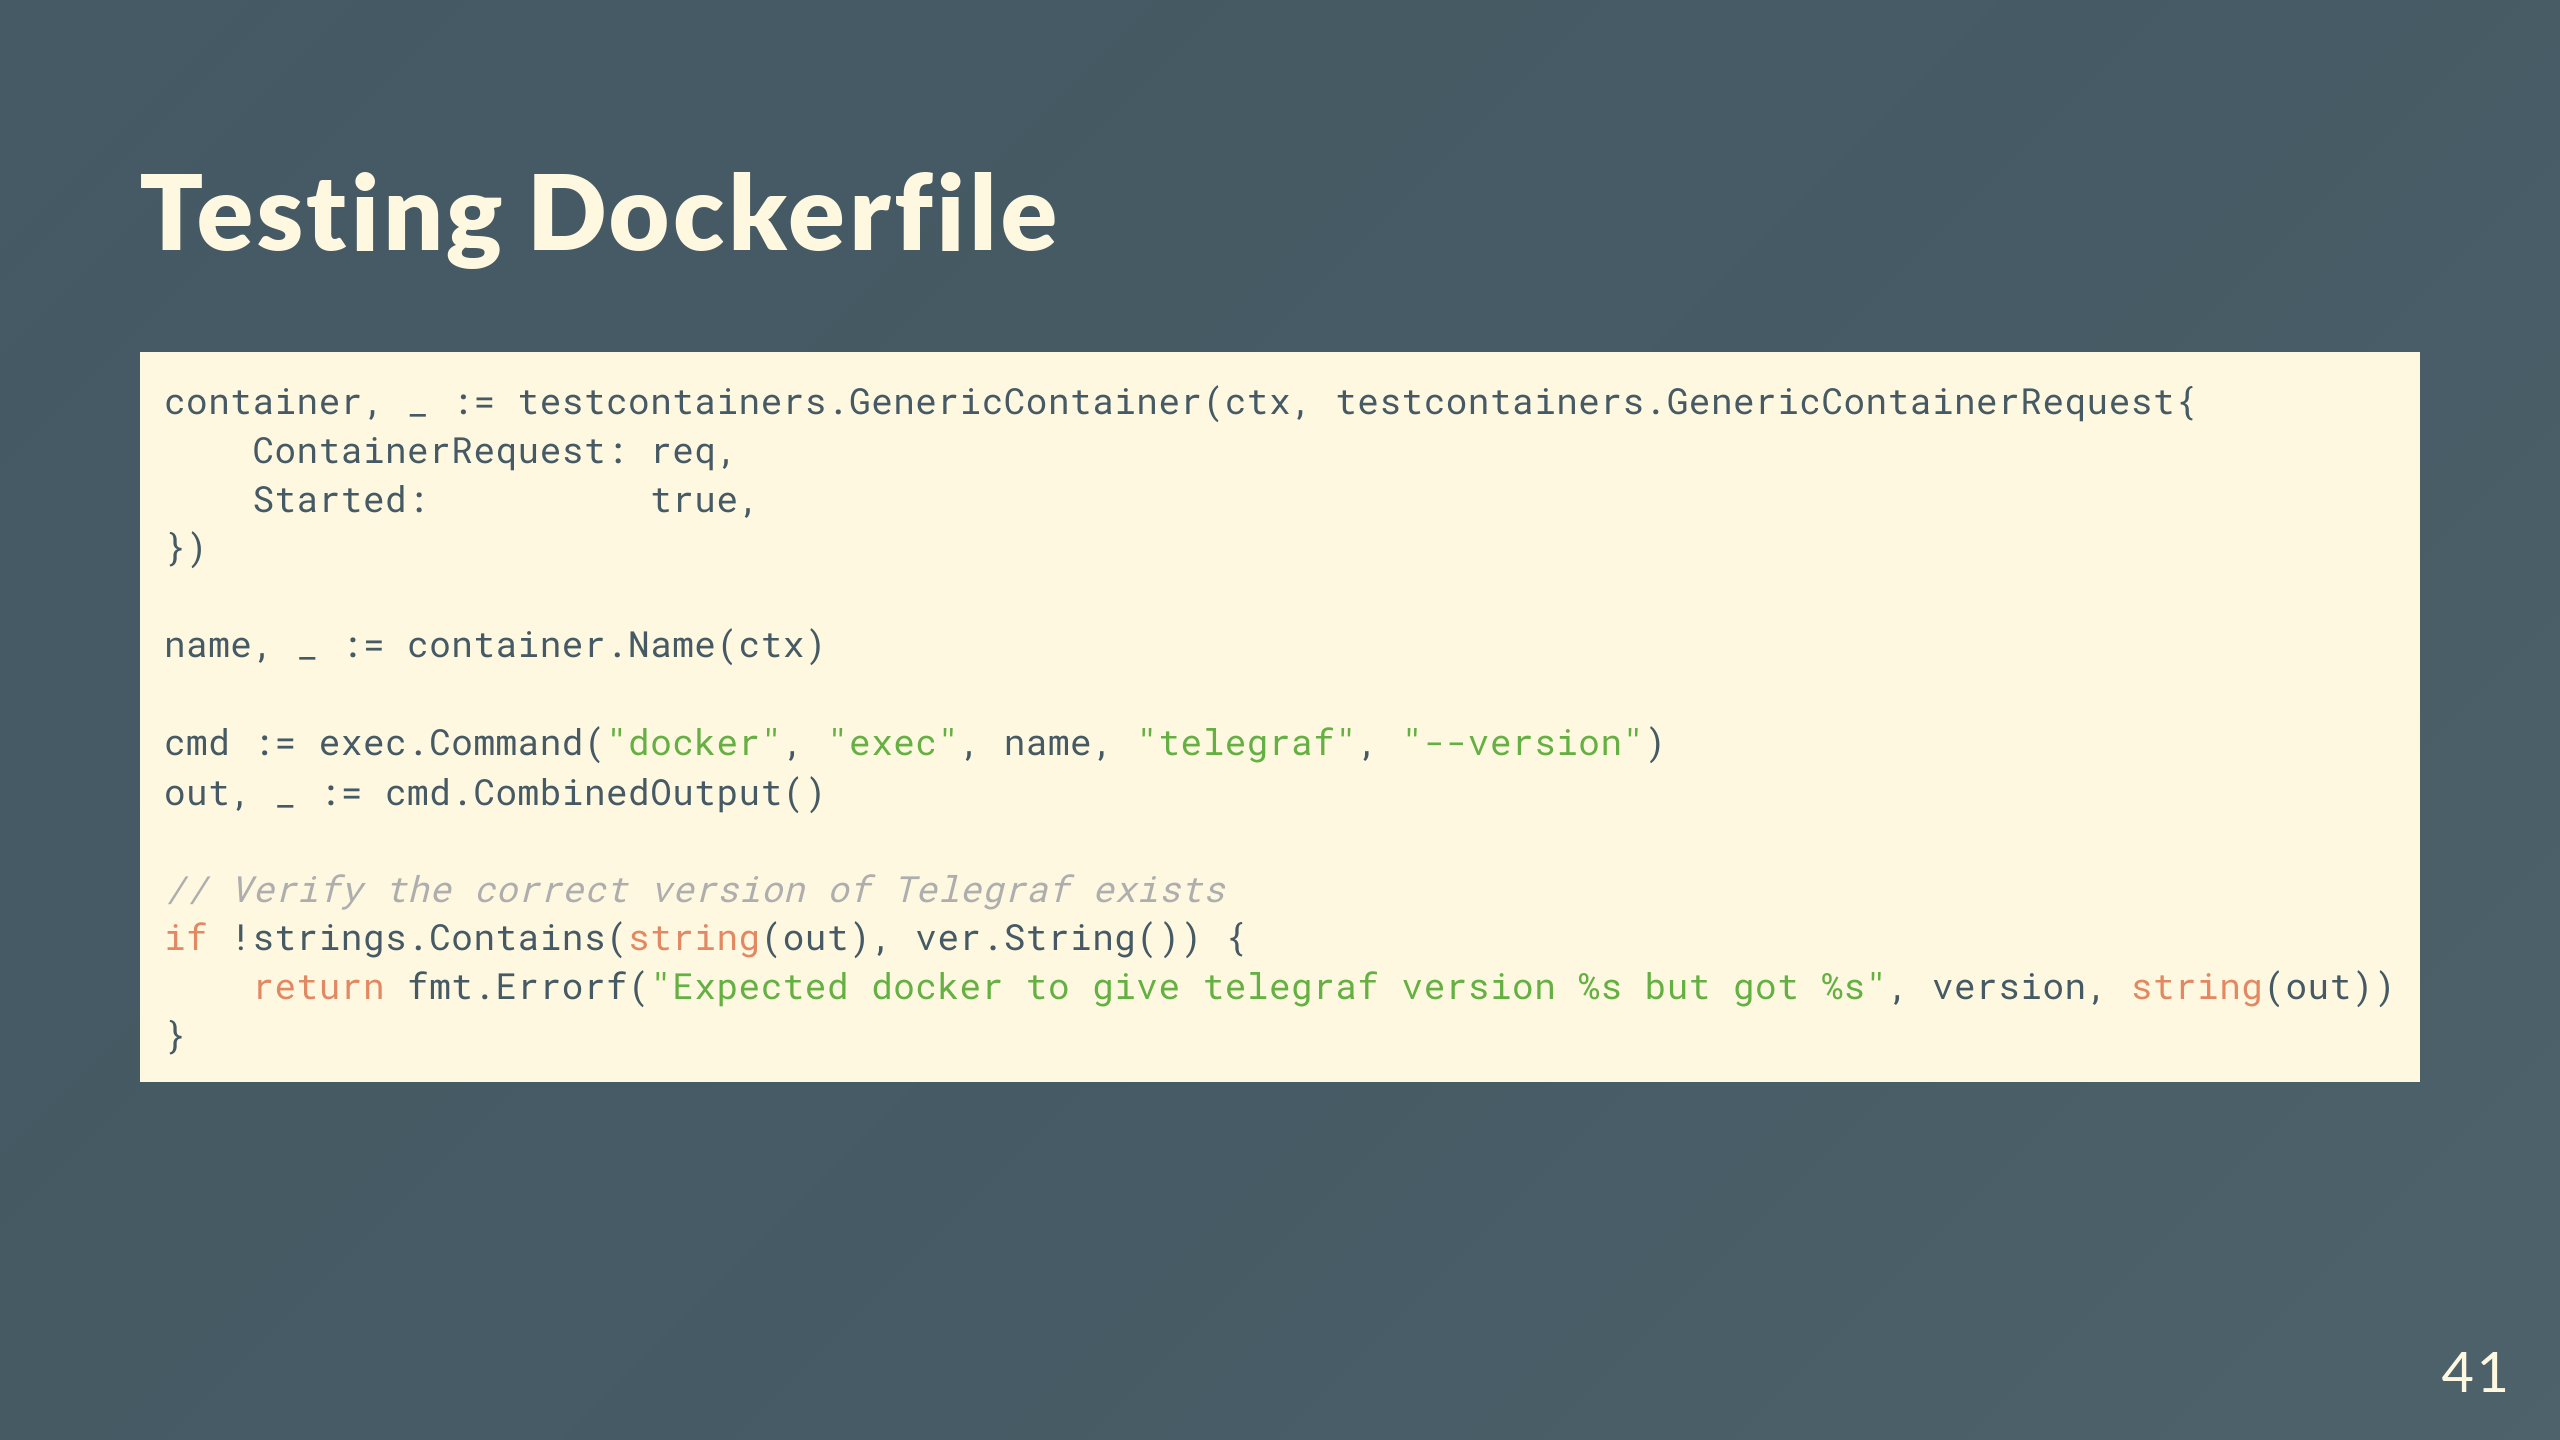 Testing Dockerfile
container, _ := testcontainers.GenericContainer(ctx, testcontainers.GenericContainerRequest{
    ContainerRequest: req,
    Started:          true,
})
name, _ := container.Name(ctx)
cmd := exec.Command("docker", "exec", name, "telegraf", "--version")
out, _ := cmd.CombinedOutput()
// Verify the correct version of Telegraf exists
if !strings.Contains(string(out), ver.String()) {
    return fmt.Errorf("Expected docker to give telegraf version %s but got %s", version, string(out))
}
41